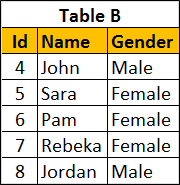 Table B
Id Name Gender
4 John Male
5 Sara Female
6 Pam Female
7 Rebeka Female
8 Jordan Male